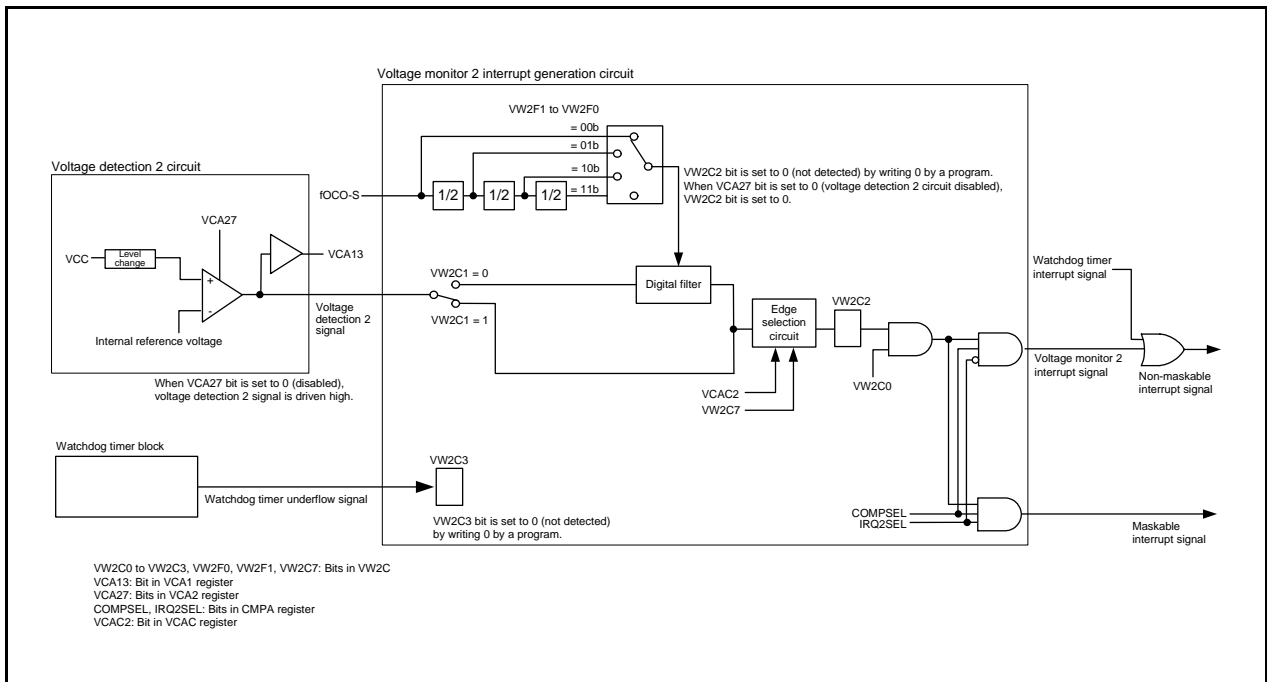 Voltage monitor 2 interrupt generation circuit
VW2F1 to VW2F0
= 00b
= 01b
= 10b
= 11b
fOCO-S
1/2
1/2
1/2
VW2C2 bit is set to 0 (not detected) by writing 0 by a program.
When VCA27 bit is set to 0 (voltage detection 2 circuit disabled),
VW2C2 bit is set to 0.
Voltage detection 2 circuit
VCA27
VCC
Level
change
+
-
Internal reference voltage
VCA13
Voltage
detection 2
signal
When VCA27 bit is set to 0 (disabled),
voltage detection 2 signal is driven high.
VW2C1 = 0
VW2C1 = 1
Digital filter
Edge
selection
circuit
VCAC2
VW2C7
VW2C2
VW2C0
Watchdog timer
interrupt signal
Voltage monitor 2
interrupt signal
Non-maskable
interrupt signal
Watchdog timer block
Watchdog timer underflow signal
VW2C3
VW2C3 bit is set to 0 (not detected)
by writing 0 by a program.
COMPSEL
IRQ2SEL
Maskable
interrupt signal
VW2C0 to VW2C3, VW2F0, VW2F1, VW2C7: Bits in VW2C
VCA13: Bit in VCA1 register
VCA27: Bits in VCA2 register
COMPSEL, IRQ2SEL: Bits in CMPA register
VCAC2: Bit in VCAC register